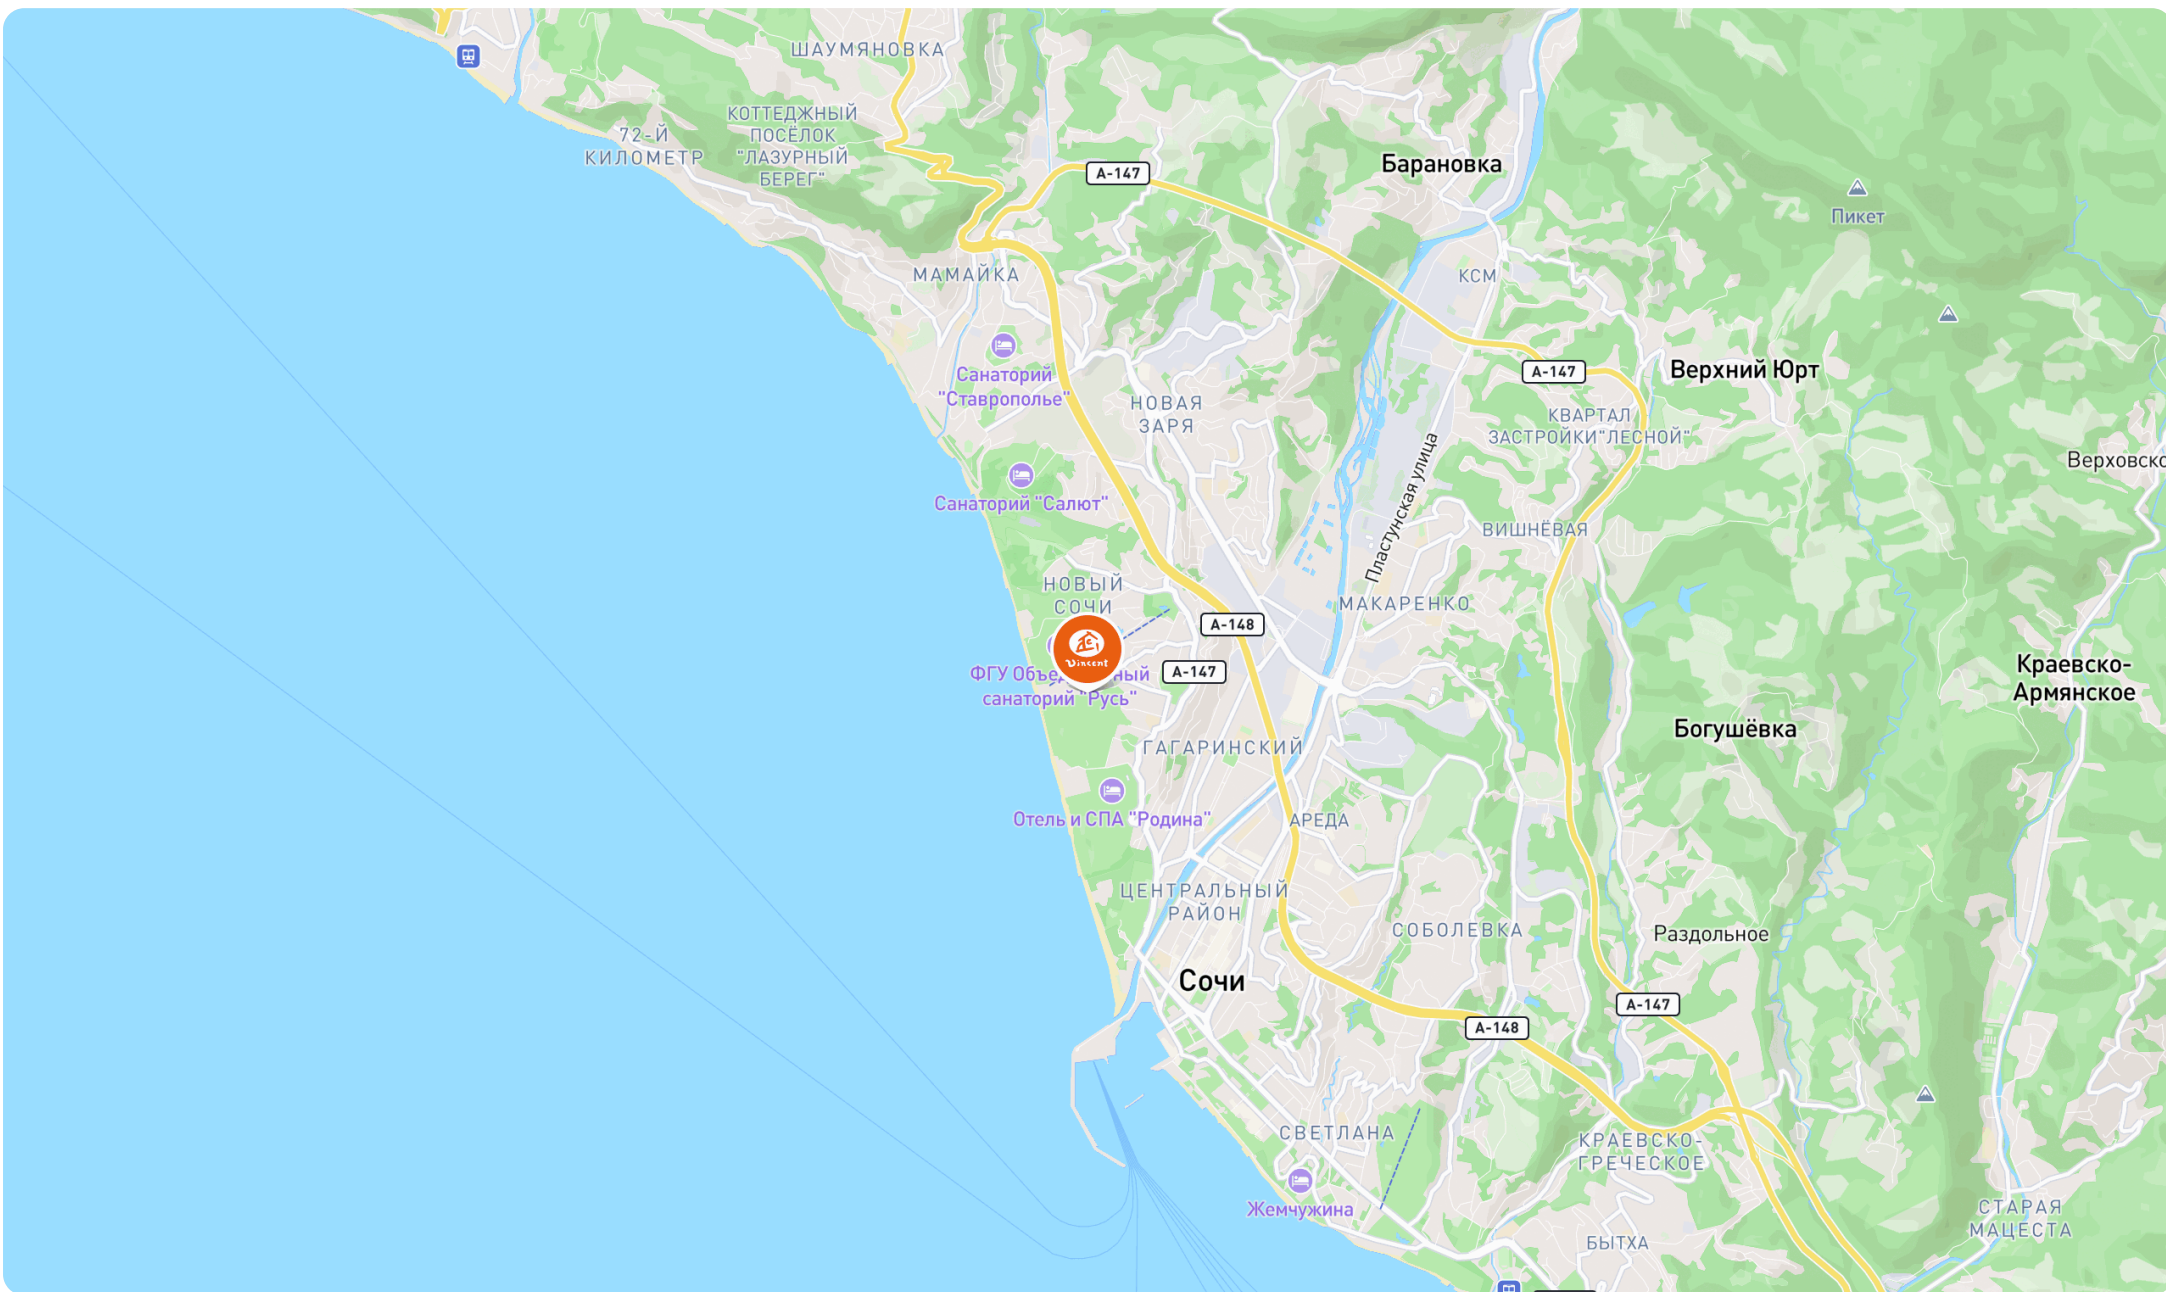 ШАУМЯНОВКА
КОТТЕДЖНЫЙ
ПОСЁЛОК
"ЛАЗУРНЫЙ
БЕРЕГ"
72-Й
КИЛОМЕТР
А-147
Барановка
Пикет
МАМАЙКА
КСМ
Санаторий
"Ставрополье"
НОВАЯ
ЗАРЯ
А-147
Верхний Юрт
КВАРТАЛ
ЗАСТРОЙКИ"ЛЕСНОЙ"
Верховско
Пластунская улица
Санаторий "Салют"
ВИШНЁВАЯ
НОВЫЙ
СОЧИ
МАКАРЕНКО
А-148
Vincent
А-147
ФГУ Объе ный
санаторий "Русь"
Краевско-
Армянское
Богушёвка
ГАГАРИНСКИЙ
Отель и СПА "Родина"
АРЕДА
ЦЕНТРАЛЬНЫЙ
РАЙОН
СОБОЛЕВКА
Раздольное
Сочи
А-147
А-148
СВЕТЛАНА
КРАЕВСКО-
ГРЕЧЕСКОЕ
Жемчужина
СТАРАЯ
МАЦЕСТА
БЫТХА